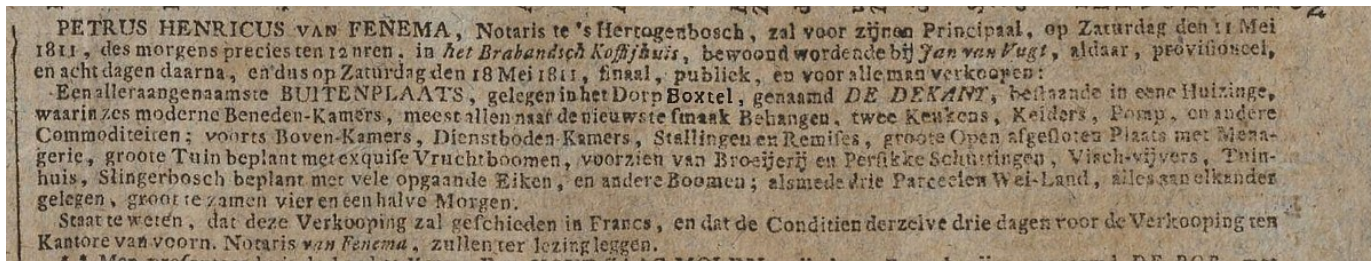 PETRUS HENRICUS VAN FENEMA, Notaris te 's Hertogenbosch, zal voor zijnen Principaal, op Zaturdag den 11 Mei
1811, des morgens precies ten 12 uren, in het Brabandsch Koffijhuis, bewoond wordende bij Jan van Vugt, aldaar, provisioneel,
en acht dagen daarna, en dus op Zaturdag den 18 Mei 1811, finaal, publiek, en voor alleman verkoopen:
Een alleraangenaamste BUITENPLAATS, gelegen in het Dorp Boxtel, genaamd DE DEKANT, bestaande in eene Huizinge,
waarin zes moderne Beneden-Kamers, meest allen naar de nieuwste smaak Behangen, twee Keukens, Kelders, Pomp, en andere
Commoditeiten; voorts Boven-Kamers, Dienstboden-Kamers, Stallingen en Remises, groote Open afgesloten Plaats met Mena-
gerie, groote Tuin beplant met exquise Vruchtboomen, voorzien van Broeijerij en Persikke Schuttingen, Visch-vijvers, Tuin-
huis, Slingerbosch beplant met vele opgaande Eiken, en andere Boomen; alsmede drie Parceelen Wei-Land, alles aan elkander
gelegen, groot te zamen vier en een halve Morgen.
Staat te weten, dat deze Verkooping zal geschieden in Francs, en dat de Conditien derzelve drie dagen voor de Verkooping ten
Kantore van voorn. Notaris van Fenema, zullen ter lezing leggen.